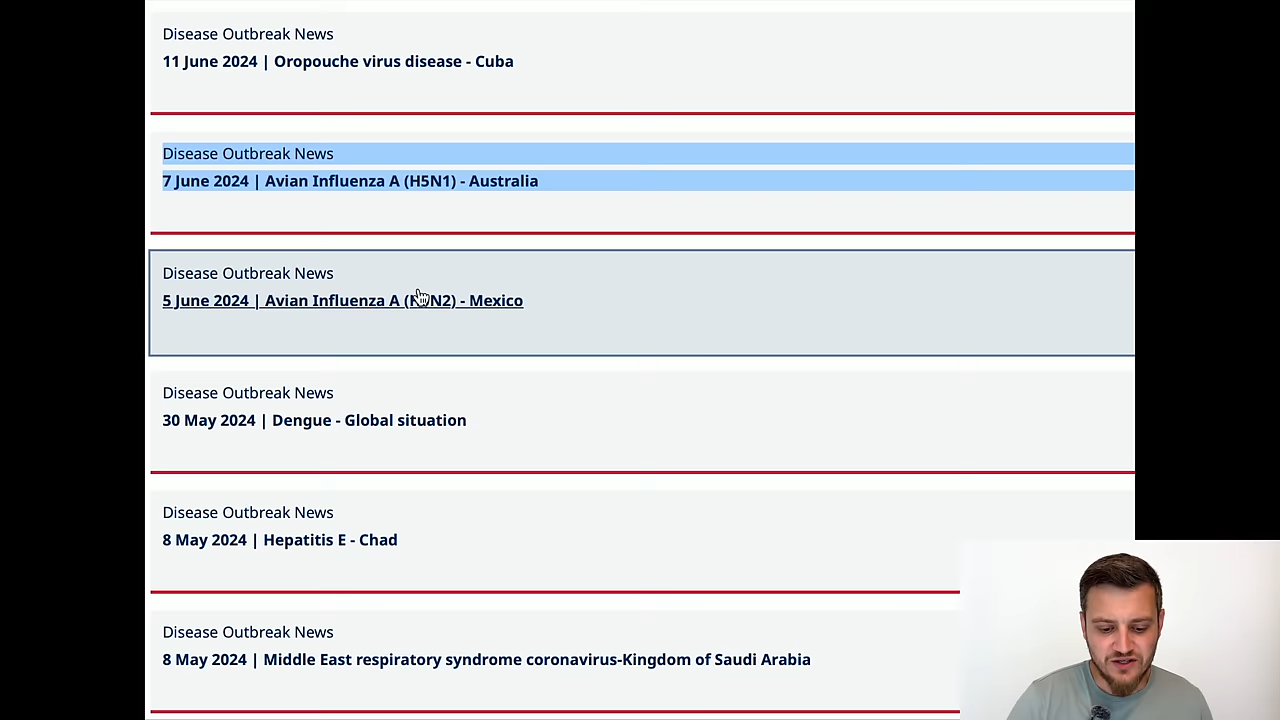 Disease Outbreak News
11 June 2024 | Oropouche virus disease - Cuba
Disease Outbreak News
7 June 2024 | Avian Influenza A (H5N1) - Australia
Disease Outbreak News
5 June 2024 | Avian Influenza A - Mexico
Disease Outbreak News
30 May 2024 | Dengue - Global situation
Disease Outbreak News
8 May 2024 | Hepatitis E - Chad
Disease Outbreak News
8 May 2024 | Middle East respiratory syndrome coronavirus-Kingdom of Saudi Arabia